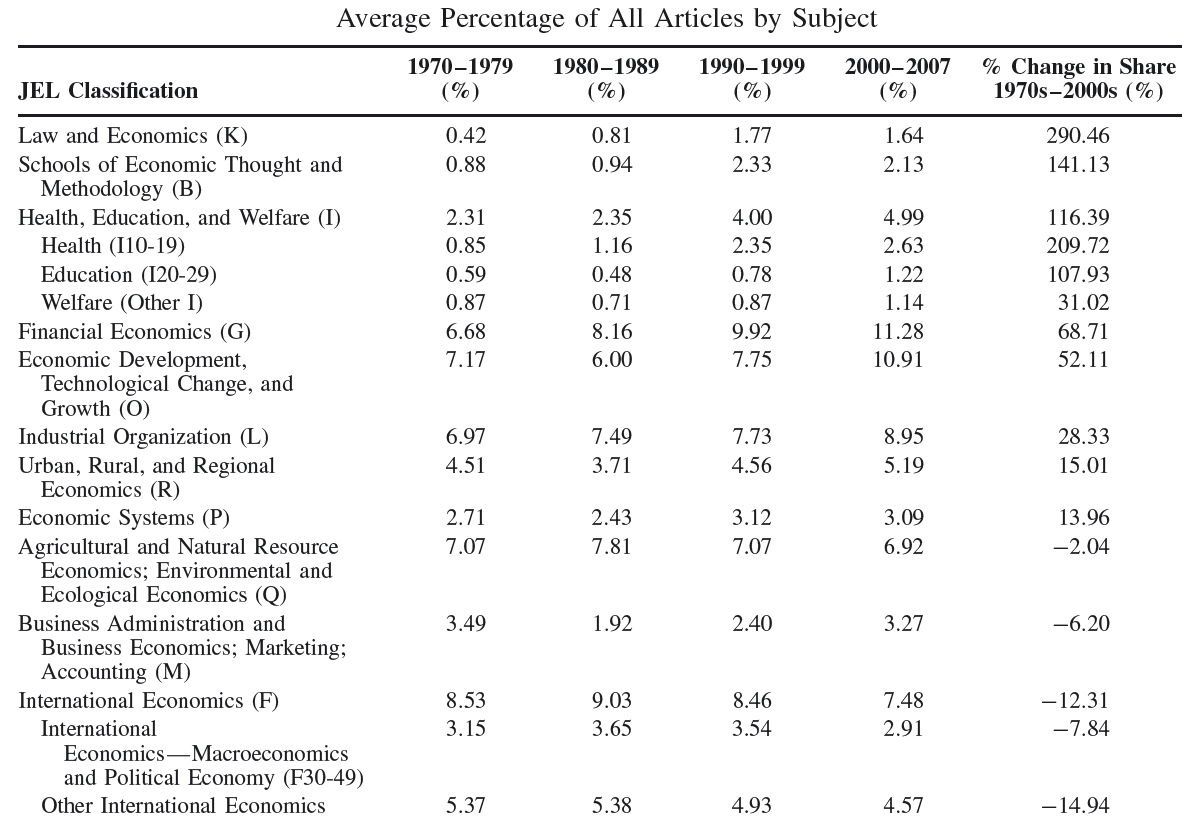 Average Percentage of All Articles by Subject
JEL Classification 1970–1979 (%) 1980–1989 (%) 1990–1999 (%) 2000–2007 (%) % Change in Share 1970s–2000s (%)
Law and Economics (K) 0.42 0.81 1.77 1.64 290.46
Schools of Economic Thought and 0.88 0.94 2.33 2.13 141.13
Methodology (B)
Health, Education, and Welfare (I) 2.31 2.35 4.00 4.99 116.39
Health (I10-19) 0.85 1.16 2.35 2.63 209.72
Education (I20-29) 0.59 0.48 0.78 1.22 107.93
Welfare (Other I) 0.87 0.71 0.87 1.14 31.02
Financial Economics (G) 6.68 8.16 9.92 11.28 68.71
Economic Development, 7.17 6.00 7.75 10.91 52.11
Technological Change, and
Growth (O)
Industrial Organization (L) 6.97 7.49 7.73 8.95 28.33
Urban, Rural, and Regional 4.51 3.71 4.56 5.19 15.01
Economics (R)
Economic Systems (P) 2.71 2.43 3.12 3.09 13.96
Agricultural and Natural Resource 7.07 7.81 7.07 6.92 −2.04
Economics; Environmental and
Ecological Economics (Q)
Business Administration and 3.49 1.92 2.40 3.27 −6.20
Business Economics; Marketing;
Accounting (M)
International Economics (F) 8.53 9.03 8.46 7.48 −12.31
International 3.15 3.65 3.54 2.91 −7.84
Economics—Macroeconomics
and Political Economy (F30-49)
Other International Economics 5.37 5.38 4.93 4.57 −14.94